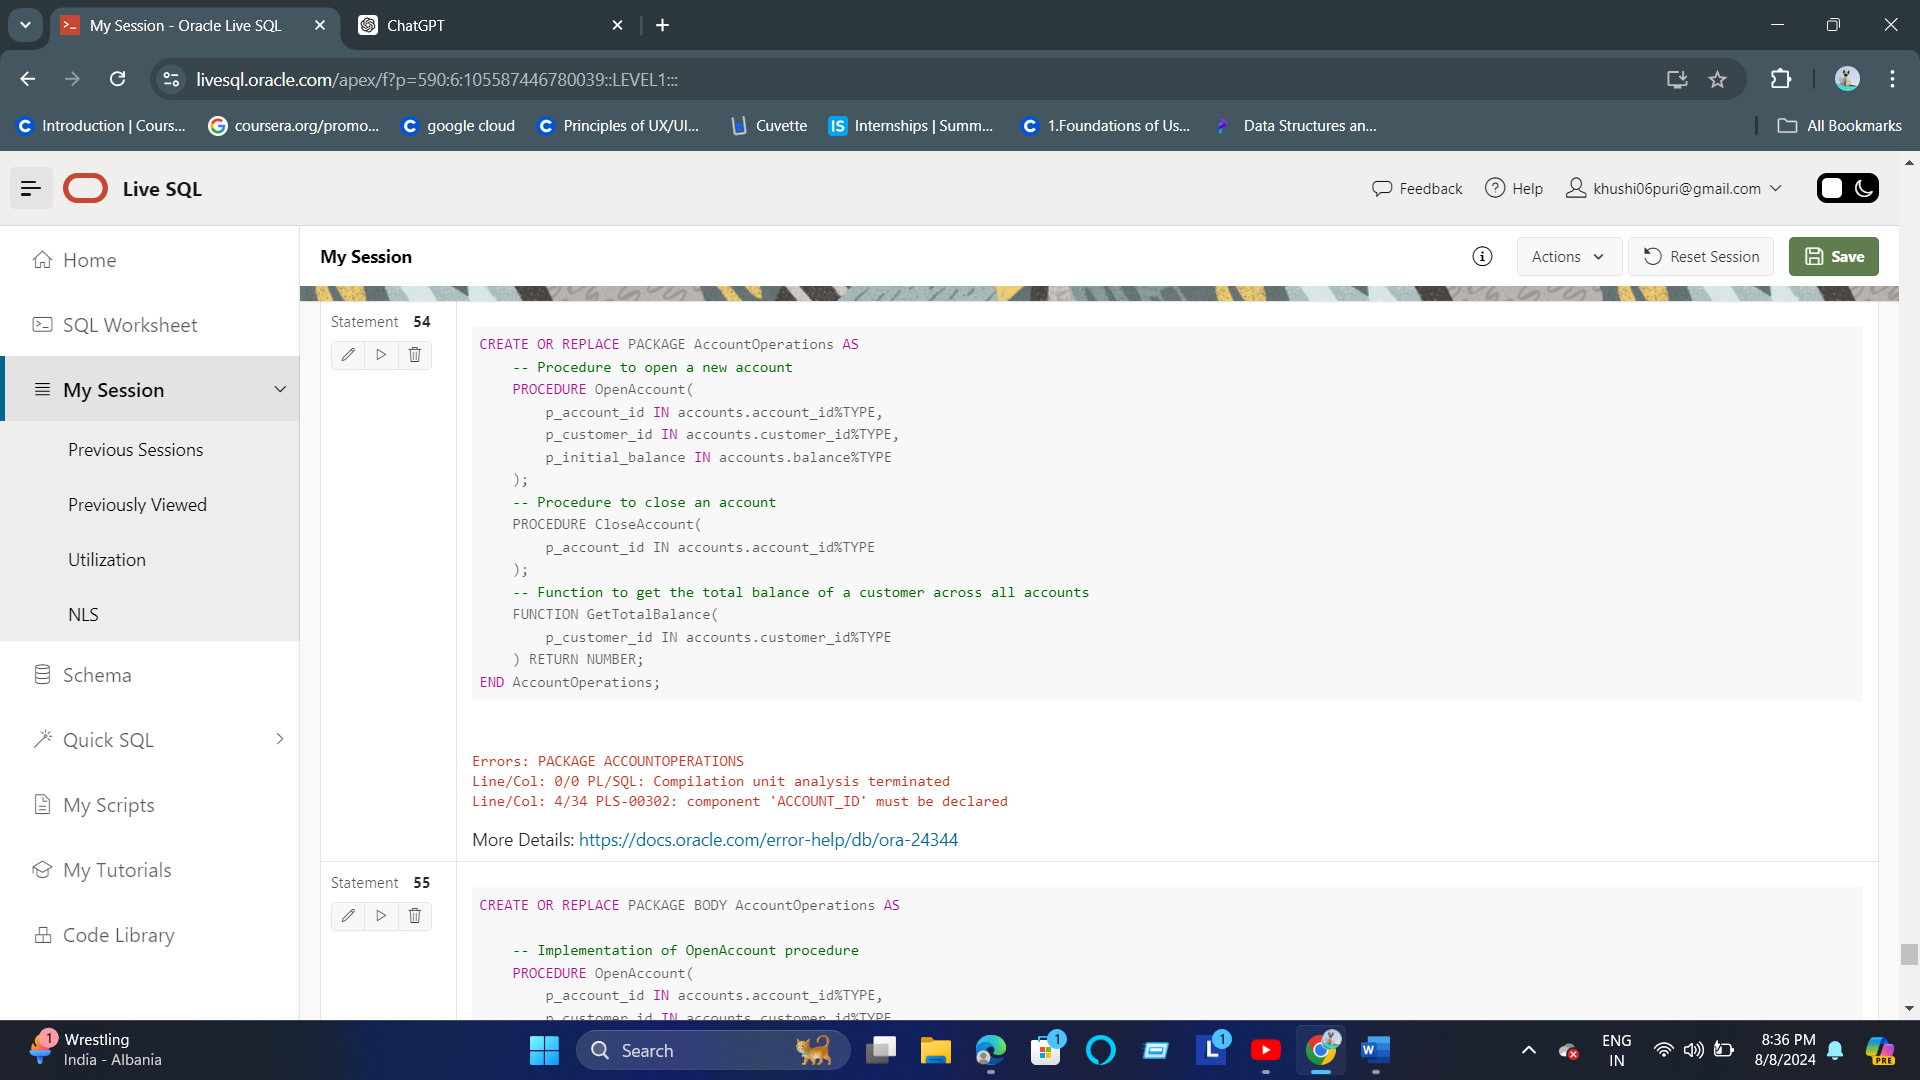 My Session - Oracle Live SQL
ChatGPT
livesql.oracle.com/apex/f?p=590:6:105587446780039::LEVEL1:::
Introduction | Cours...
coursera.org/promo...
google cloud
Principles of UX/UI...
Cuvette
IS Internships | Summ...
1.Foundations of Us...
Data Structures an...
All Bookmarks
Live SQL
Feedback
Help
khushi06puri@gmail.com
Home
SQL Worksheet
My Session
Previous Sessions
Previously Viewed
Utilization
NLS
Schema
Quick SQL
My Scripts
My Tutorials
Code Library
My Session
Actions
Reset Session
Save
Statement 54
CREATE OR REPLACE PACKAGE AccountOperations AS
-- Procedure to open a new account
PROCEDURE OpenAccount(
p_account_id IN accounts.account_id%TYPE,
p_customer_id IN accounts.customer_id%TYPE,
p_initial_balance IN accounts.balance%TYPE
);
-- Procedure to close an account
PROCEDURE CloseAccount(
p_account_id IN accounts.account_id%TYPE
);
-- Function to get the total balance of a customer across all accounts
FUNCTION GetTotalBalance(
p_customer_id IN accounts.customer_id%TYPE
) RETURN NUMBER;
END AccountOperations;
Errors: PACKAGE ACCOUNTOPERATIONS
Line/Col: 0/0 PL/SQL: Compilation unit analysis terminated
Line/Col: 4/34 PLS-00302: component 'ACCOUNT_ID' must be declared
More Details: https://docs.oracle.com/error-help/db/ora-24344
Statement 55
CREATE OR REPLACE PACKAGE BODY AccountOperations AS
-- Implementation of OpenAccount procedure
PROCEDURE OpenAccount(
p_account_id IN accounts.account_id%TYPE,
p_customer_id IN accounts.customer_id%TYPE
1
Wrestling
India - Albania
Search
1
L 1
W
ENG
IN
8:36 PM
8/8/2024
PRE